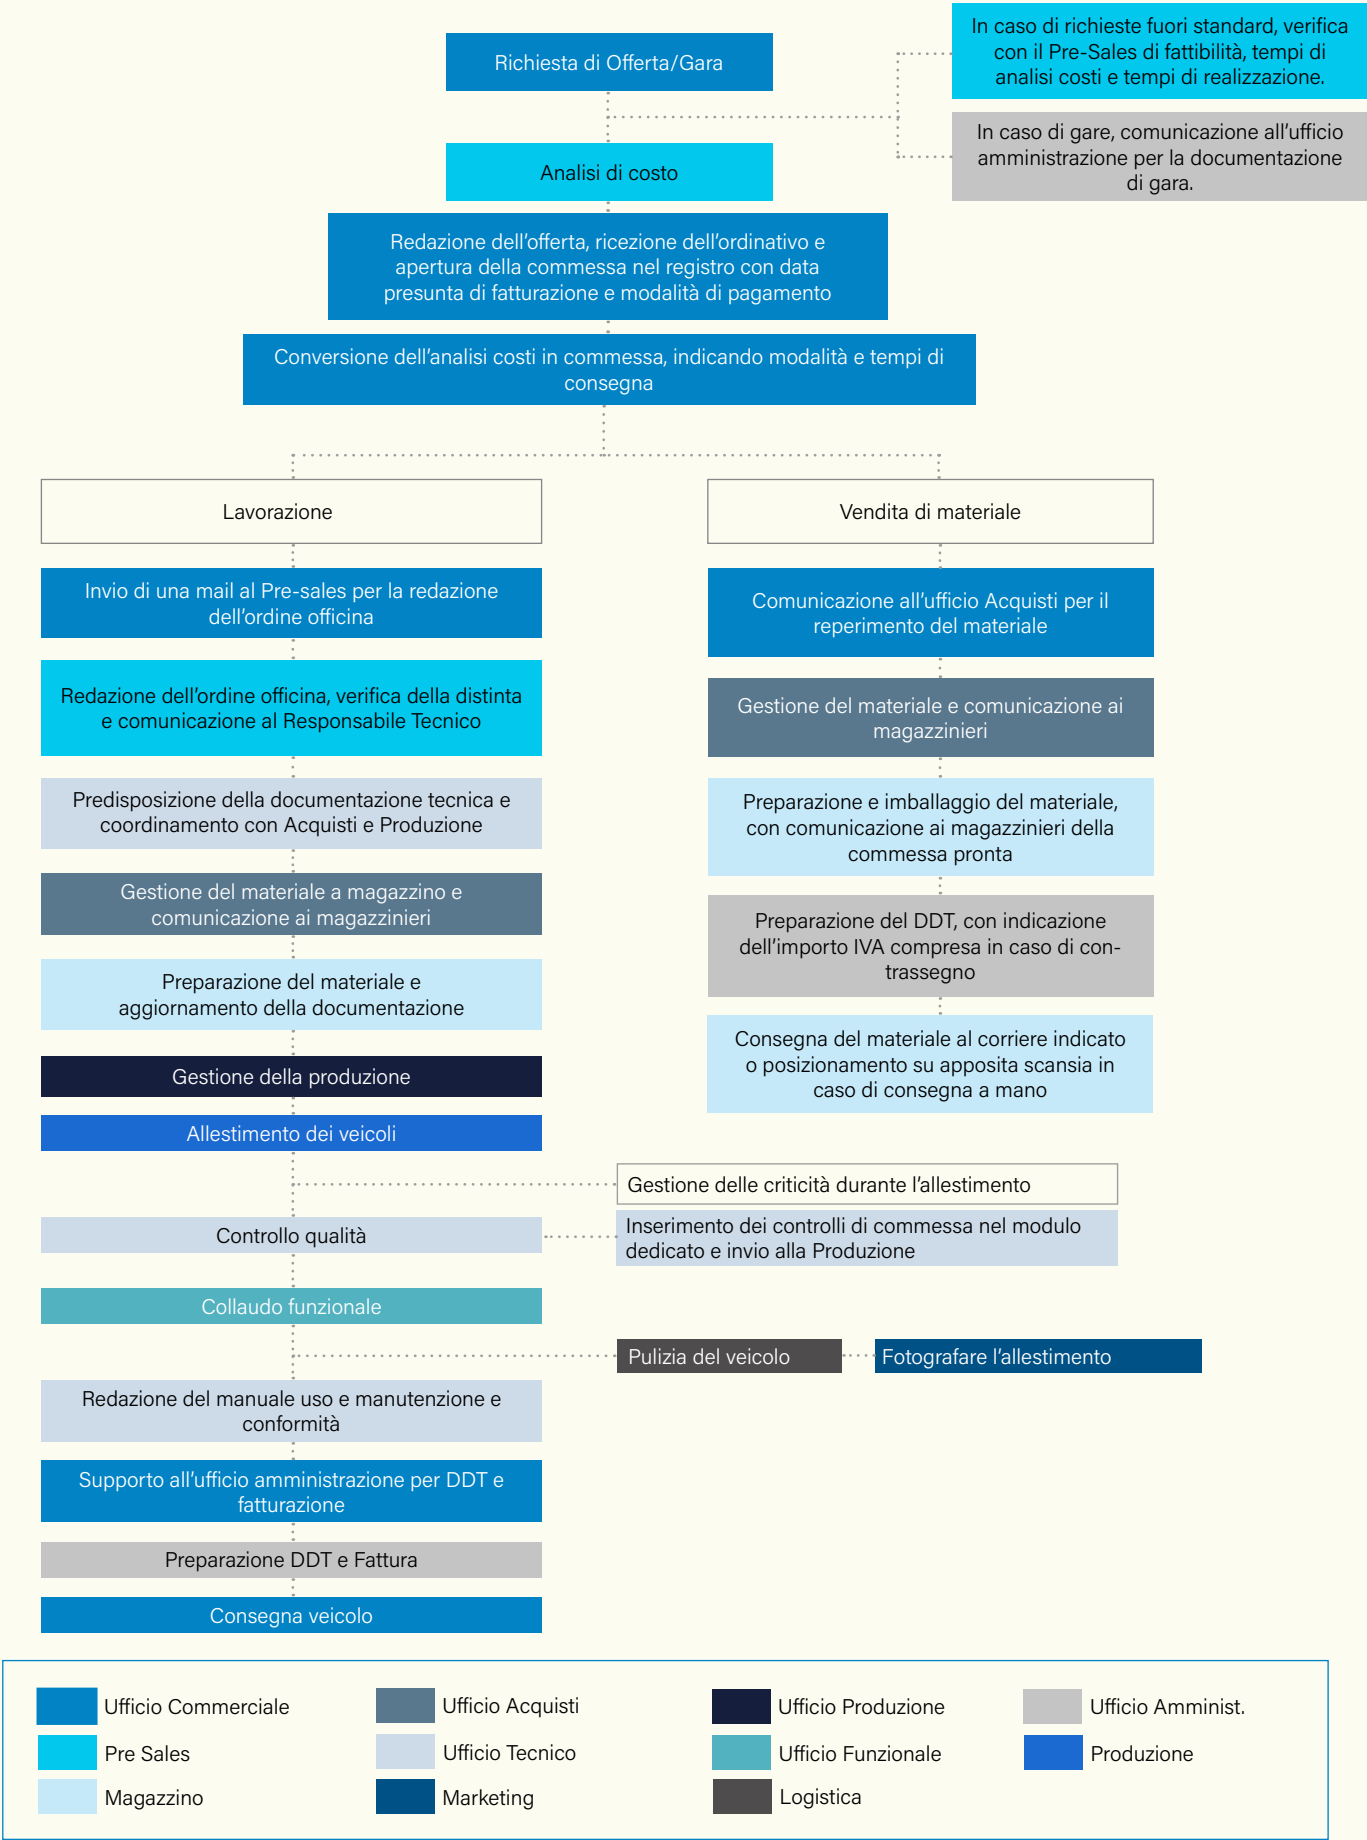 Richiesta di Offerta/Gara
In caso di richieste fuori standard, verifica
con il Pre-Sales di fattibilità, tempi di
analisi costi e tempi di realizzazione.
In caso di gare, comunicazione all'ufficio
amministrazione per la documentazione
di gara.
Analisi di costo
Redazione dell'offerta, ricezione dell'ordinativo e
apertura della commessa nel registro con data
presunta di fatturazione e modalità di pagamento
Conversione dell'analisi costi in commessa, indicando modalità e tempi di
consegna
Lavorazione
Invio di una mail al Pre-sales per la redazione
dell'ordine officina
Redazione dell'ordine officina, verifica della distinta
e comunicazione al Responsabile Tecnico
Predisposizione della documentazione tecnica e
coordinamento con Acquisti e Produzione
Gestione del materiale a magazzino e
comunicazione ai magazzinieri
Preparazione del materiale e
aggiornamento della documentazione
Gestione della produzione
Allestimento dei veicoli
Vendita di materiale
Comunicazione all'ufficio Acquisti per il
reperimento del materiale
Gestione del materiale e comunicazione ai
magazzinieri
Preparazione e imballaggio del materiale,
con comunicazione ai magazzinieri della
commessa pronta
Preparazione del DDT, con indicazione
dell'importo IVA compresa in caso di con-
trassegno
Consegna del materiale al corriere indicato
o posizionamento su apposita scansia in
caso di consegna a mano
Gestione delle criticità durante l'allestimento
Controllo qualità
Inserimento dei controlli di commessa nel modulo
dedicato e invio alla Produzione
Collaudo funzionale
Pulizia del veicolo
Fotografare l'allestimento
Redazione del manuale uso e manutenzione e
conformità
Supporto all'ufficio amministrazione per DDT e
fatturazione
Preparazione DDT e Fattura
Consegna veicolo
Ufficio Commerciale
Ufficio Acquisti
Ufficio Produzione
Ufficio Amminist.
Pre Sales
Ufficio Tecnico
Ufficio Funzionale
Produzione
Magazzino
Marketing
Logistica